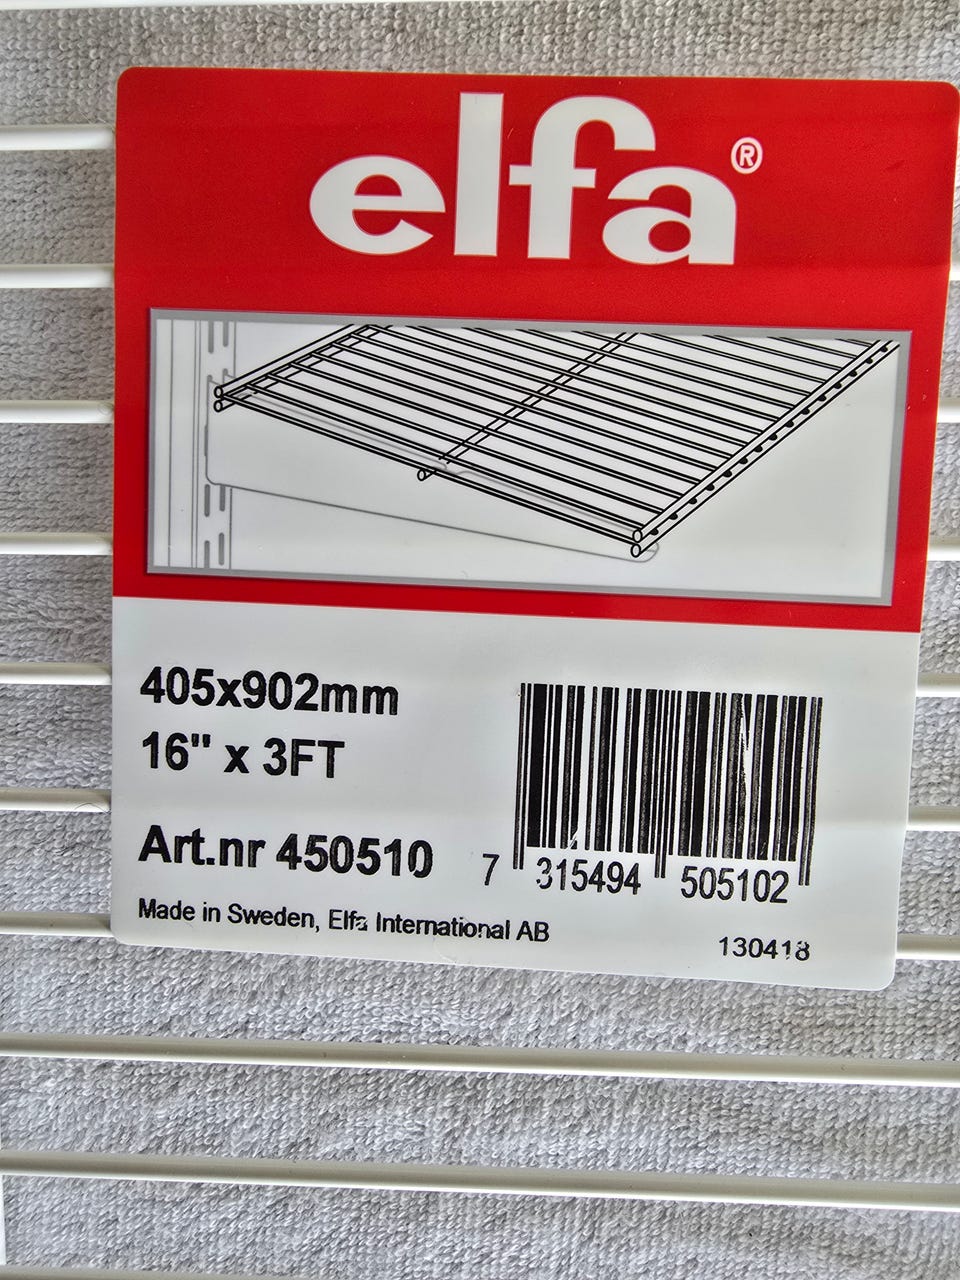 elfa®
405x902mm
16" x 3FT
Art.nr 450510
7 315494 505102
Made in Sweden, Elfa International AB
130418